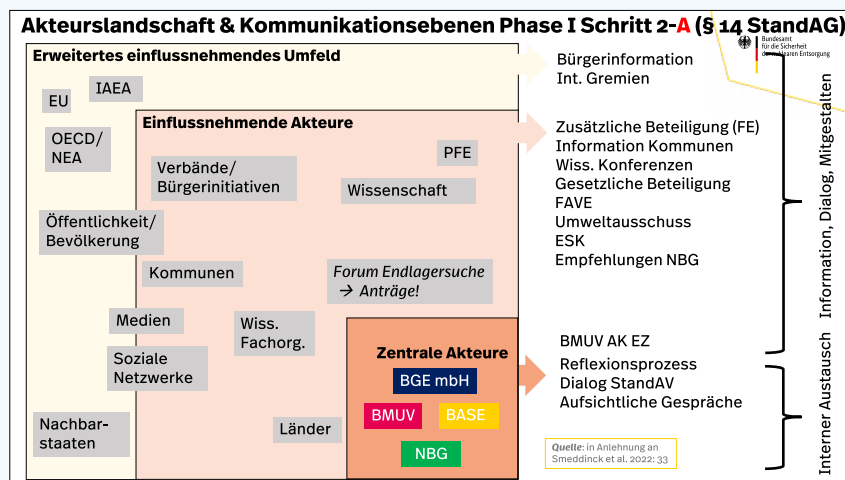 Akteurslandschaft & Kommunikationsebenen Phase I Schritt 2-A (§ 14 StandAG)
Bundesamt
für die Sicherheit
der nuklearen Entsorgung
Erweitertes einflussnehmendes Umfeld
EU
IAEA
OECD/
NEA
Öffentlichkeit/
Bevölkerung
Medien
Soziale
Netzwerke
Nachbar-
staaten
Einflussnehmende Akteure
PFE
Verbände/
Bürgerinitiativen
Wissenschaft
Kommunen
Forum Endlagersuche
→ Anträge!
Wiss.
Fachorg.
Länder
Zentrale Akteure
BGE mbH
BMUV
BASE
NBG
Bürgerinformation
Int. Gremien
Zusätzliche Beteiligung (FE)
Information Kommunen
Wiss. Konferenzen
Gesetzliche Beteiligung
FAVE
Umweltausschuss
ESK
Empfehlungen NBG
BMUV AK EZ
Reflexionsprozess
Dialog StandAV
Aufsichtliche Gespräche
Quelle: in Anlehnung an
Smeddinck et al. 2022: 33
Information, Dialog, Mitgestalten
Interner Austausch